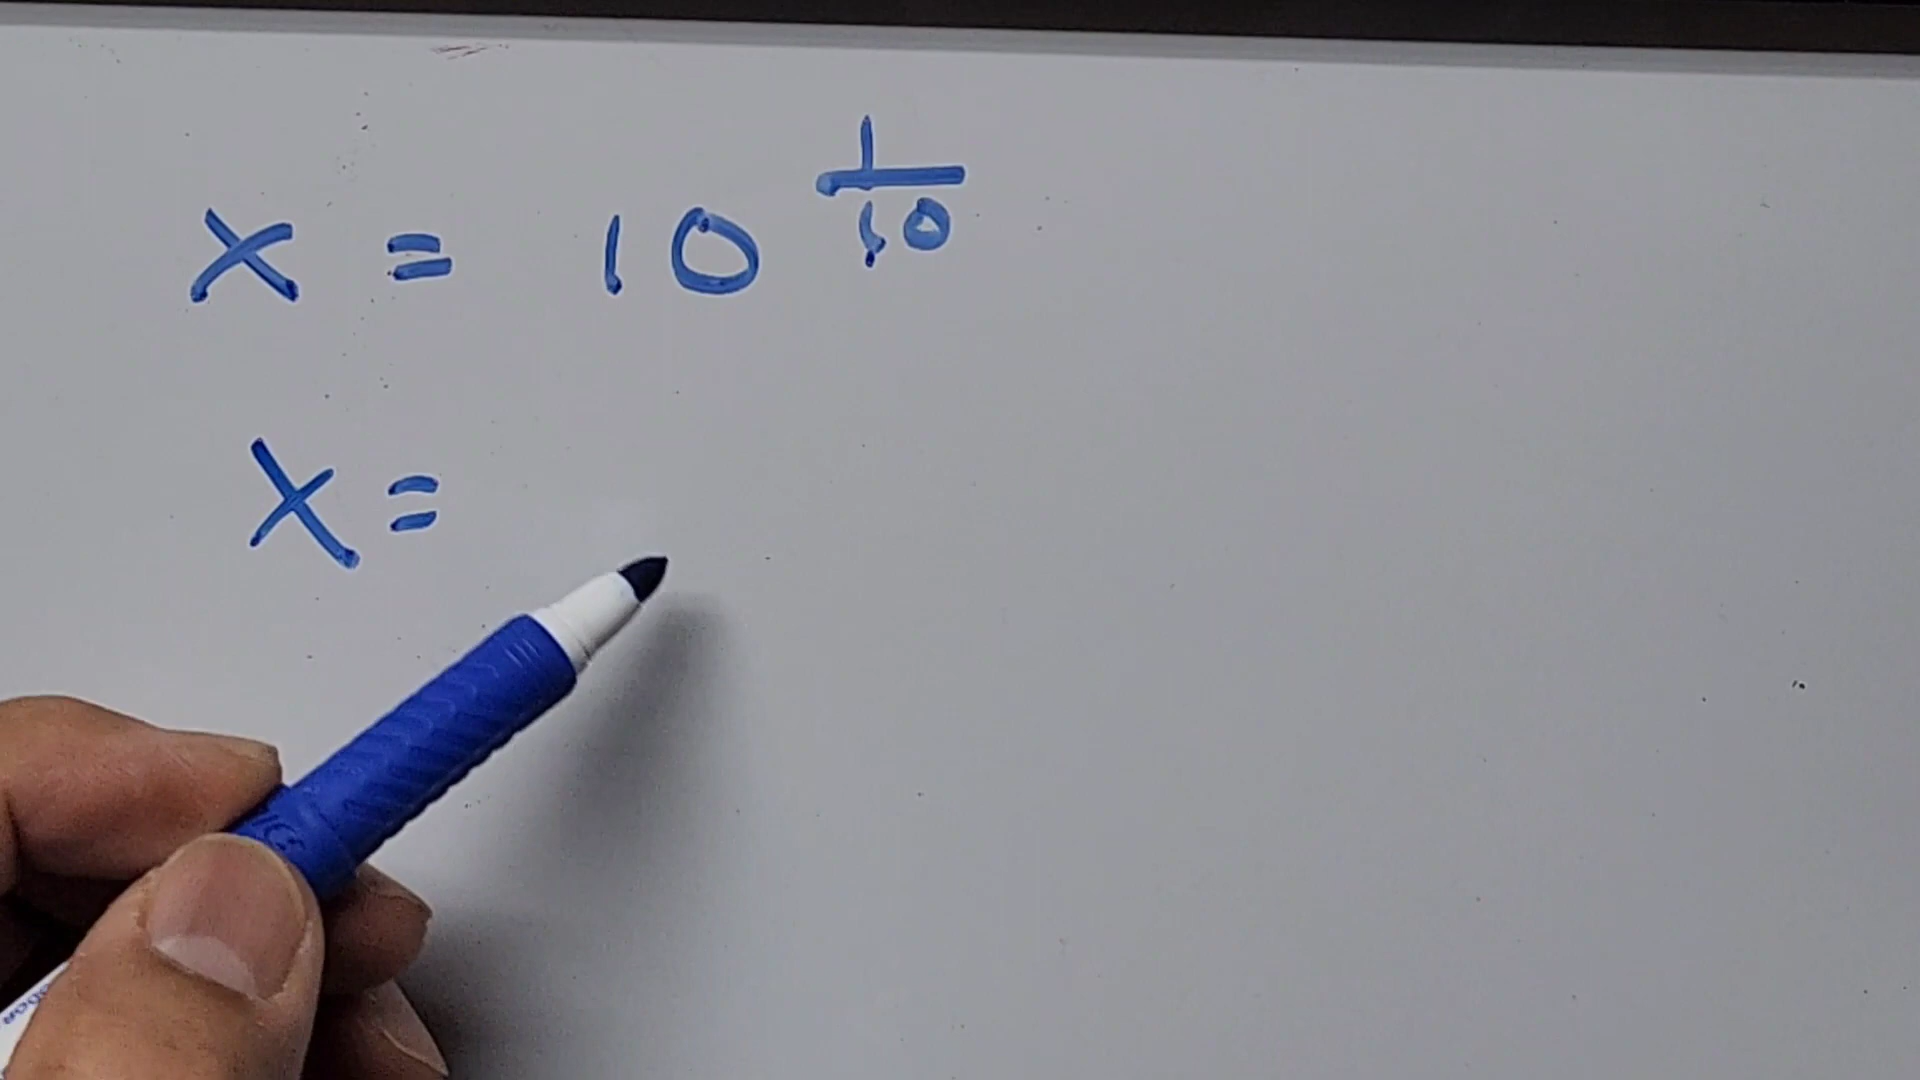 x = 10^(1/10)
x =